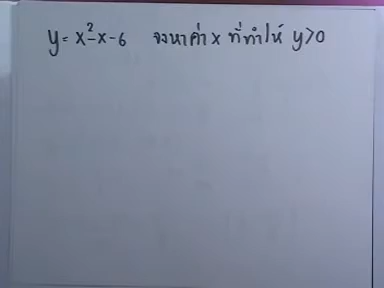 y = x²-x-6 จงหาค่า x ที่ทำให้ y>0